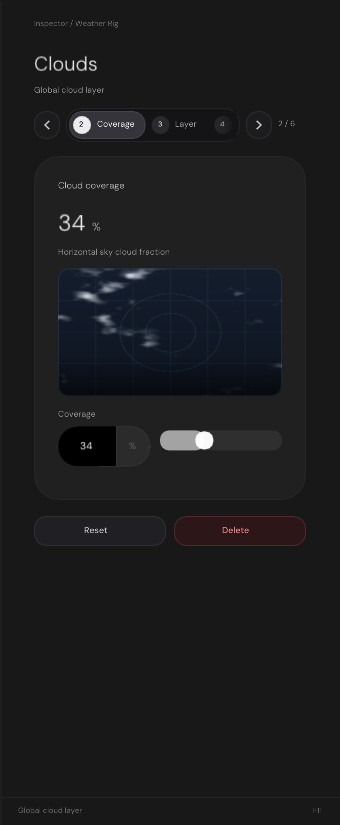 Inspector / Weather Rig
Clouds
Global cloud layer
2 Coverage 3 Layer 4 2 / 6
Cloud coverage
34 %
Horizontal sky cloud fraction
Coverage
34 %
Reset Delete
Global cloud layer